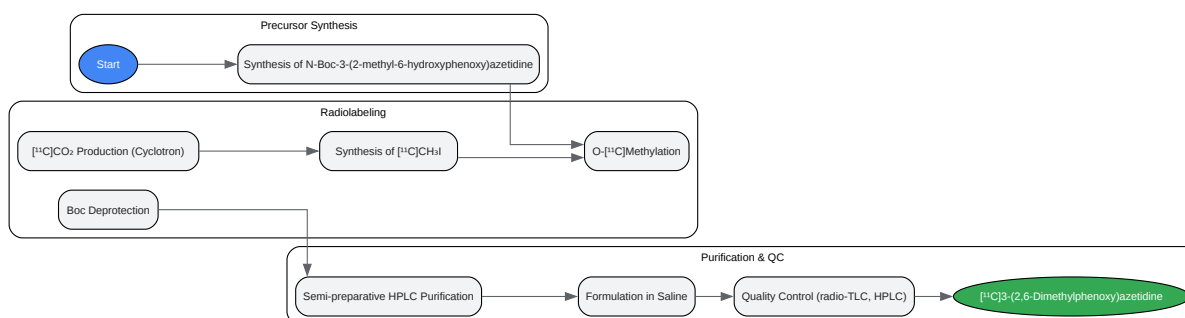 Precursor Synthesis
Start
Synthesis of N-Boc-3-(2-methyl-6-hydroxyphenoxy)azetidine
Radiolabeling
[¹¹C]CO₂ Production (Cyclotron)
Synthesis of [¹¹C]CH₃I
O-[¹¹C]Methylation
Boc Deprotection
Purification & QC
Semi-preparative HPLC Purification
Formulation in Saline
Quality Control (radio-TLC, HPLC)
[¹¹C]3-(2,6-Dimethylphenoxy)azetidine